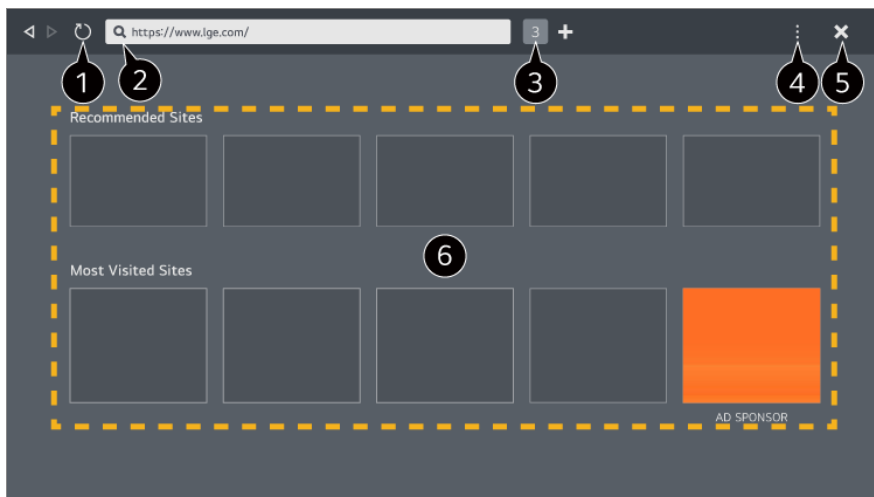 https://www.lge.com/ 3
1 2 3 4 5
Recommended Sites
6
Most Visited Sites
AD SPONSOR